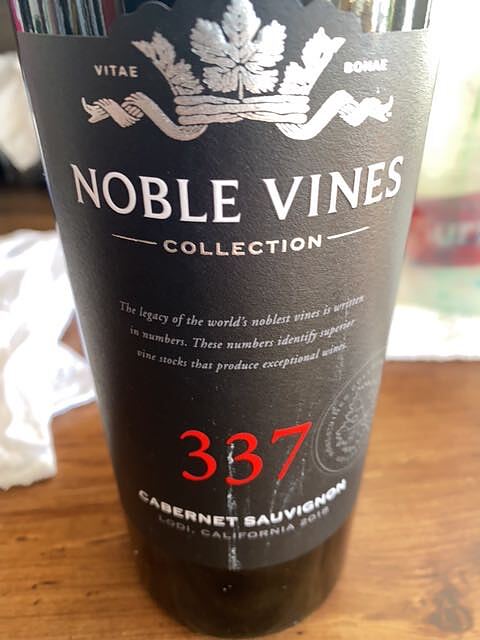 VITAE BONAE
NOBLE VINES
COLLECTION
The legacy of the world's noblest vines is written
in numbers. These numbers identify superior
vine stocks that produce exceptional wines.
337
CABERNET SAUVIGNON
LODI, CALIFORNIA 2018